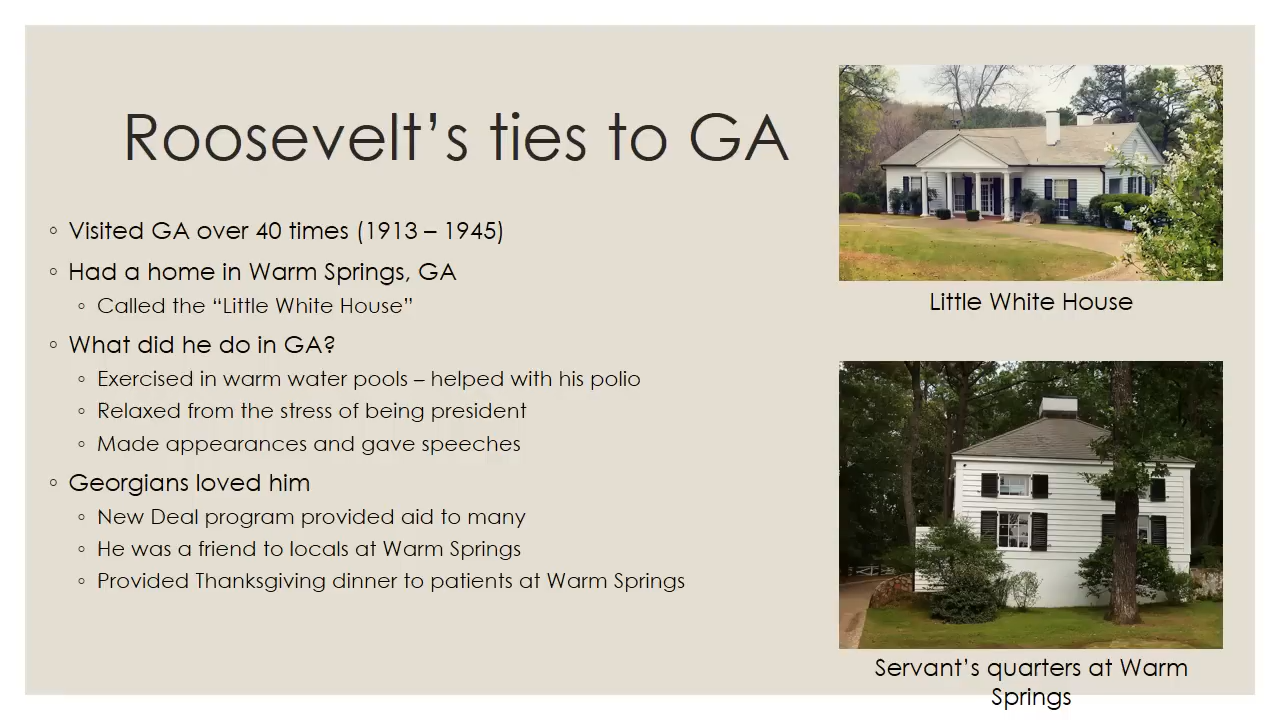 Roosevelt’s ties to GA
◦ Visited GA over 40 times (1913 – 1945)
◦ Had a home in Warm Springs, GA
◦ Called the “Little White House”
◦ What did he do in GA?
◦ Exercised in warm water pools – helped with his polio
◦ Relaxed from the stress of being president
◦ Made appearances and gave speeches
◦ Georgians loved him
◦ New Deal program provided aid to many
◦ He was a friend to locals at Warm Springs
◦ Provided Thanksgiving dinner to patients at Warm Springs
Little White House
Servant’s quarters at Warm
Springs